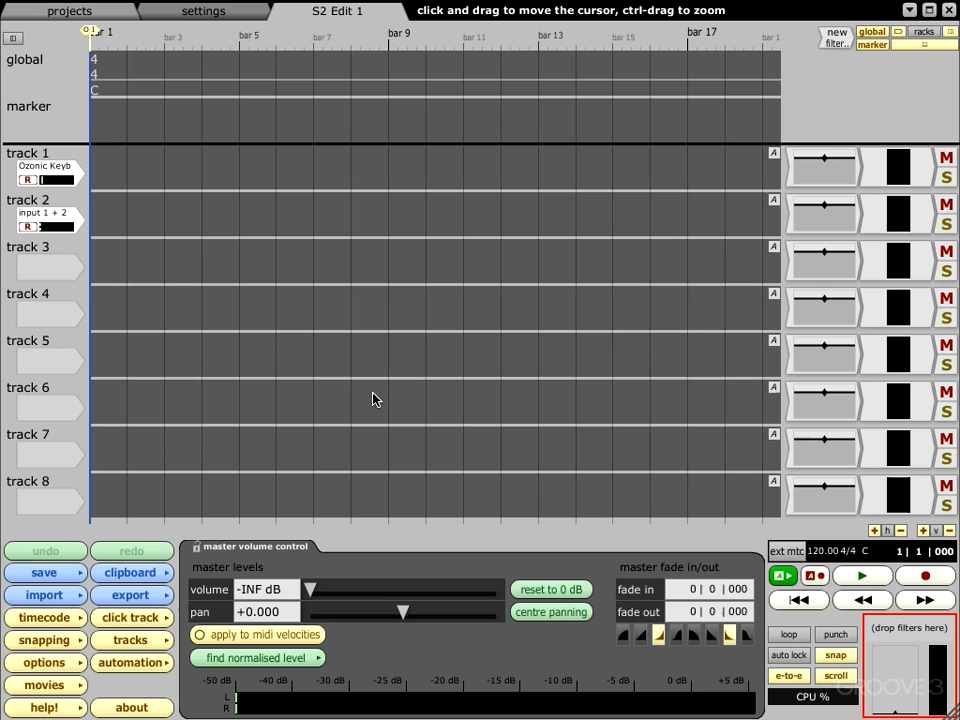 projects
settings
S2 Edit 1
click and drag to move the cursor, ctrl-drag to zoom
bar 3
bar 5
bar 7
bar 9
bar 11
bar 13
bar 15
bar 17
bar 1
new
filter..
global
racks
marker
global
4
4
C
marker
track 1
Ozonic Keyb
R
A
M
S
track 2
input 1 + 2
R
A
M
S
track 3
A
M
S
track 4
A
M
S
track 5
A
M
S
track 6
A
M
S
track 7
A
M
S
track 8
A
M
S
+ h -
+ v -
undo
redo
save
clipboard
import
export
timecode
click track
snapping
tracks
options
automation
movies
help!
about
master volume control
master levels
volume
-INF dB
reset to 0 dB
pan
+0.000
centre panning
apply to midi velocities
find normalised level
-50 dB
-40 dB
-30 dB
-20 dB
-15 dB
-10 dB
-5 dB
-0 dB
+5 dB
L
R
master fade in/out
fade in
0| 0 |000
fade out
0| 0 |000
ext mtc
120.00
4/4
C
1| 1 |000
A
A
loop
punch
auto lock
snap
e-to-e
scroll
CPU %
(drop filters here)
GROOVE3